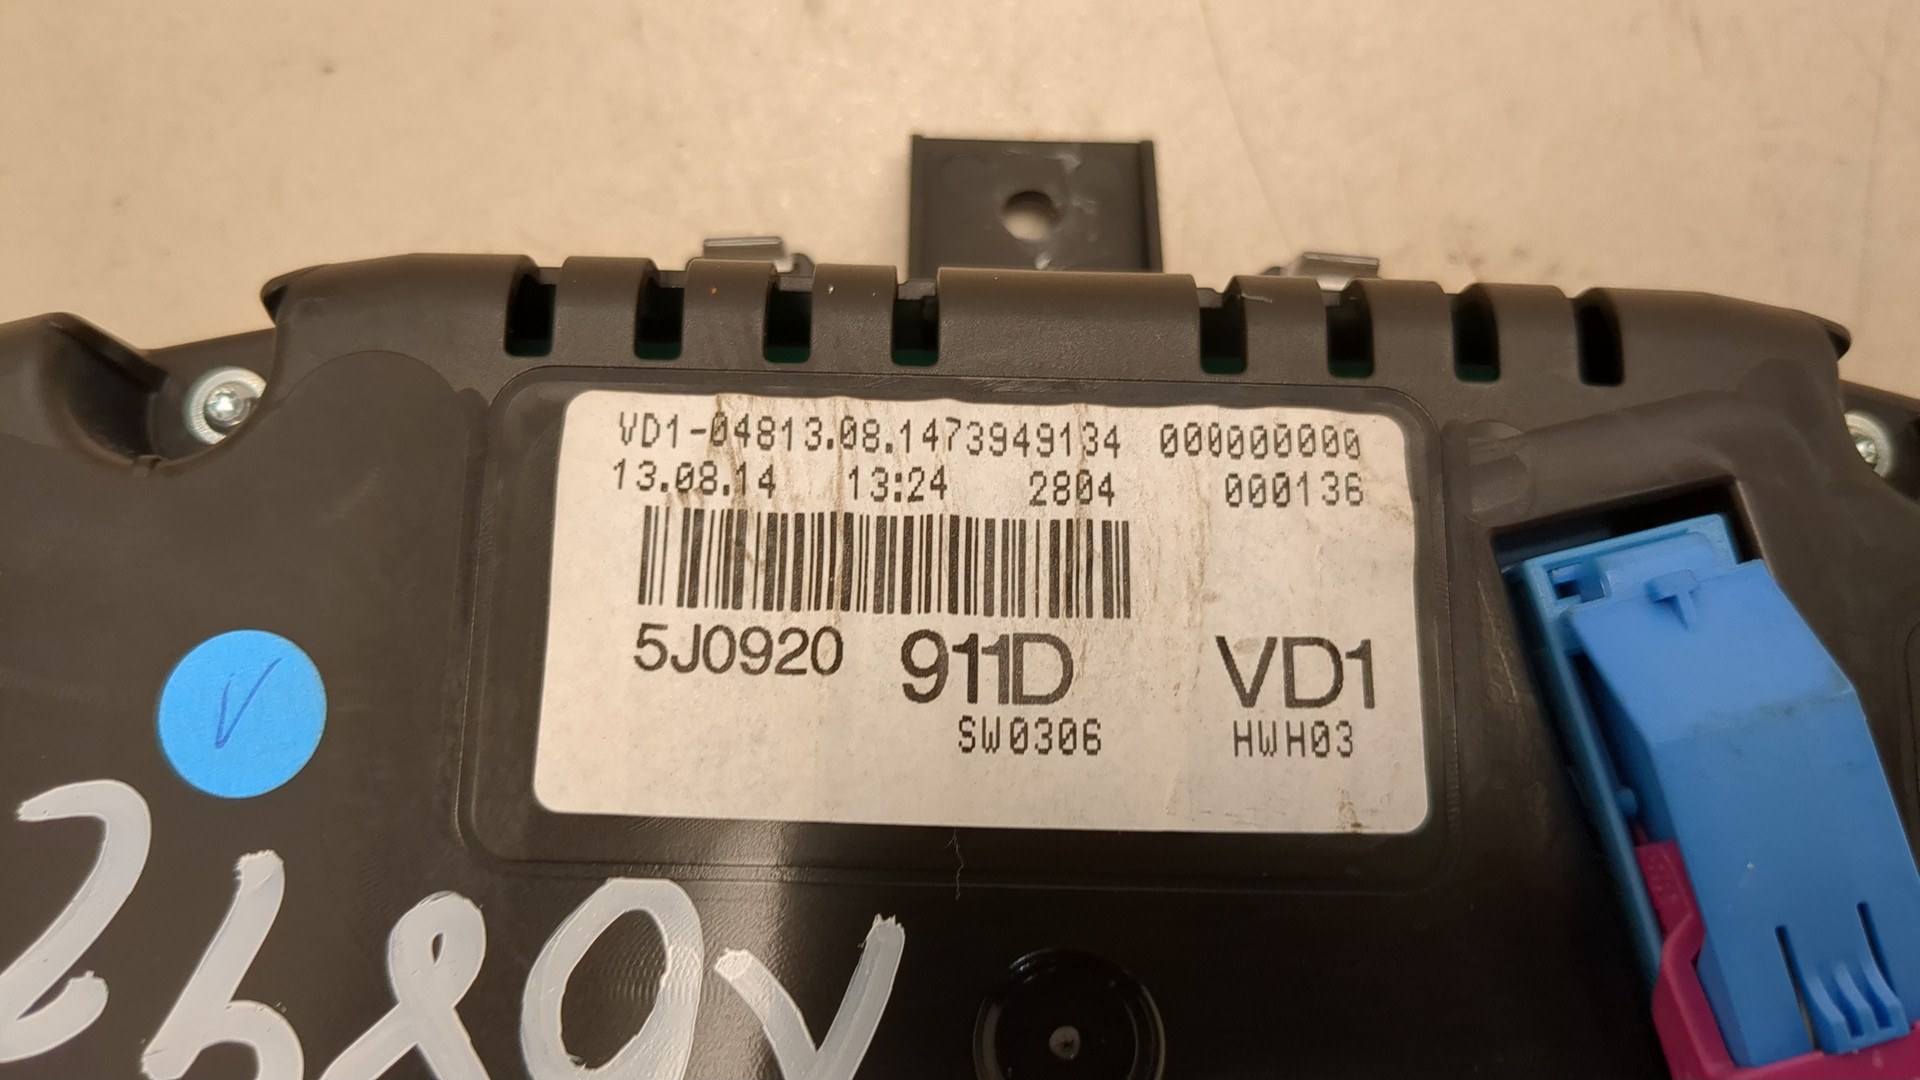 VD1-04813.08.1473949134 000000000
13.08.14 13:24 2804 000136
5J0920 911D VD1
SW0306 HWH03
V